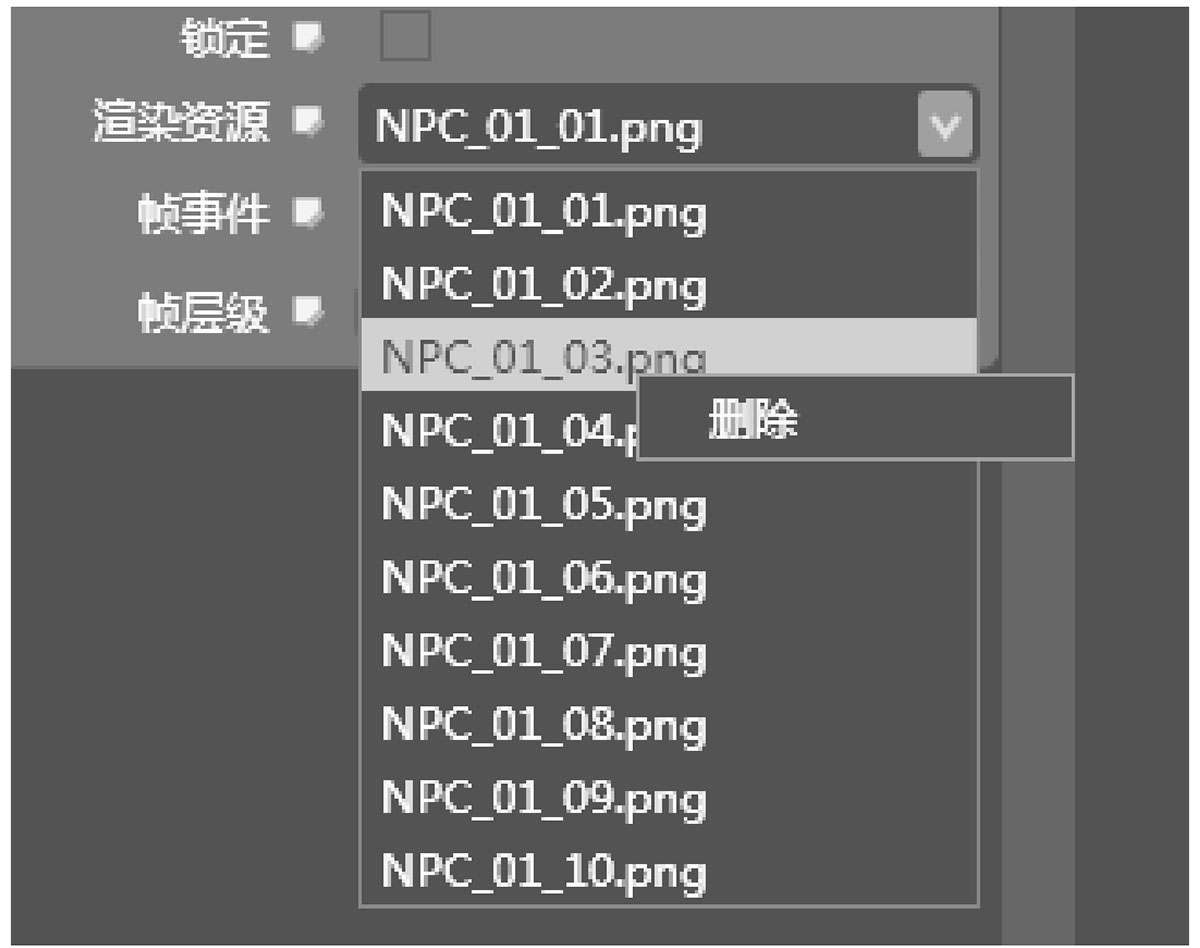 锁定
渲染资源 NPC_01_01.png
帧事件 NPC_01_01.png
NPC_01_02.png
帧层级
NPC_01_03.png
删除
NPC_01_04.p
NPC_01_05.png
NPC_01_06.png
NPC_01_07.png
NPC_01_08.png
NPC_01_09.png
NPC_01_10.png